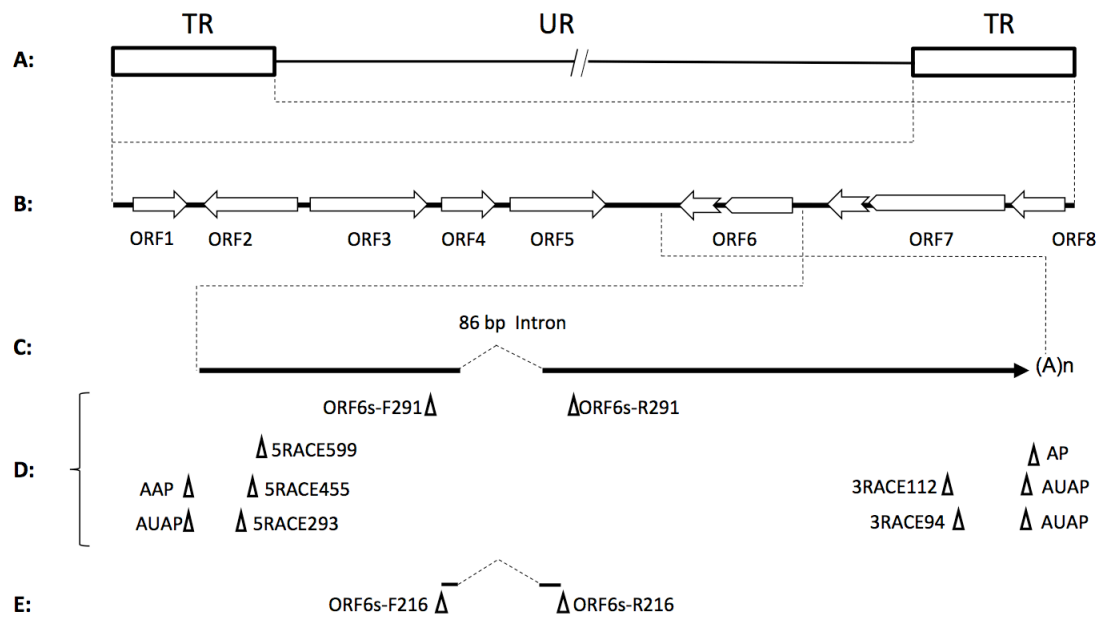 TR UR TR
A:
B:
ORF1 ORF2 ORF3 ORF4 ORF5 ORF6 ORF7 ORF8
86 bp Intron
C:
(A)n
ORF6s-F291 ORF6s-R291
5RACE599 AP
D:
AAP 5RACE455 3RACE112 AUAP
AUAP 5RACE293 3RACE94 AUAP
E: ORF6s-F216 ORF6s-R216